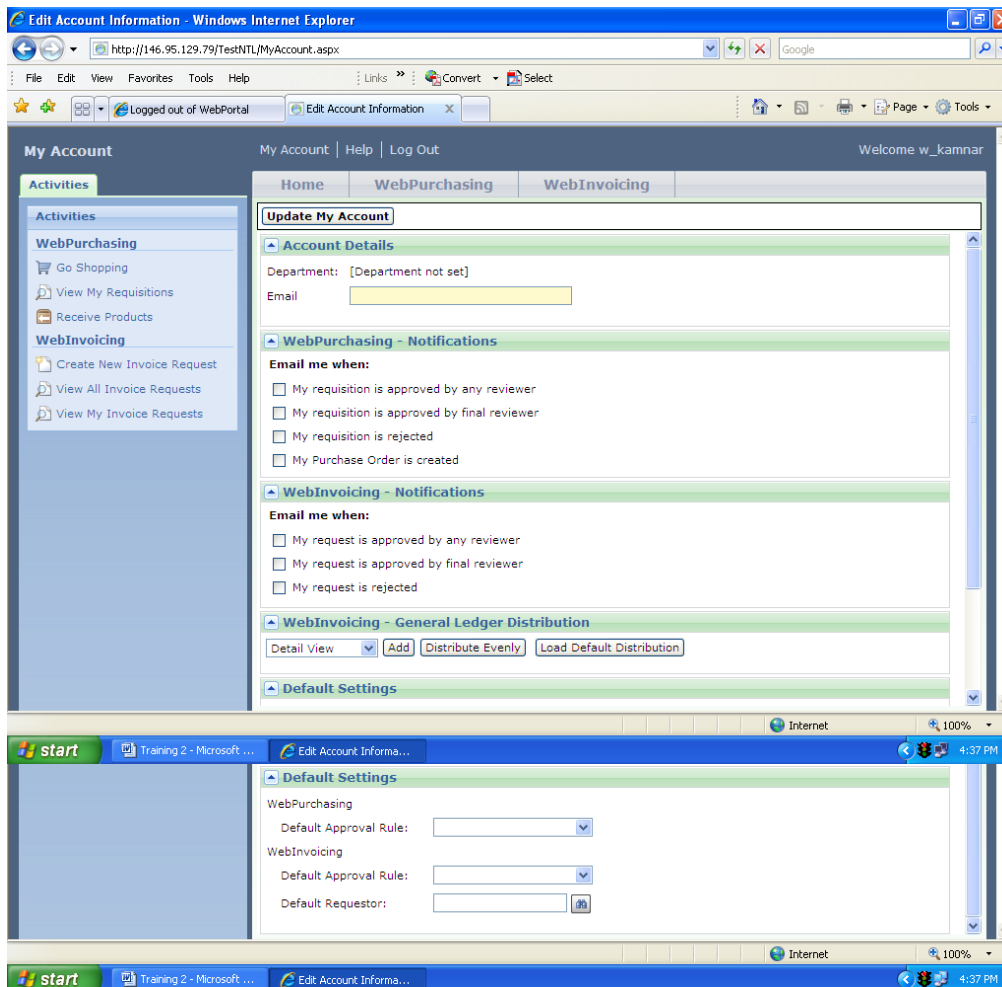 Edit Account Information - Windows Internet Explorer
http://146.95.129.79/TestNTL/MyAccount.aspx
Google
File Edit View Favorites Tools Help Links » Convert Select
Logged out of WebPortal Edit Account Information X Page Tools
My Account My Account | Help | Log Out Welcome w_kamnar
Activities Home WebPurchasing WebInvoicing
Activities
Update My Account
WebPurchasing
Go Shopping
View My Requisitions
Receive Products
WebInvoicing
Create New Invoice Request
View All Invoice Requests
View My Invoice Requests
Account Details
Department: [Department not set]
Email
WebPurchasing - Notifications
Email me when:
My requisition is approved by any reviewer
My requisition is approved by final reviewer
My requisition is rejected
My Purchase Order is created
WebInvoicing - Notifications
Email me when:
My request is approved by any reviewer
My request is approved by final reviewer
My request is rejected
WebInvoicing - General Ledger Distribution
Detail View Add Distribute Evenly Load Default Distribution
Default Settings
Internet 100%
start Training 2 - Microsoft ... Edit Account Informa... 4:37 PM
Default Settings
WebPurchasing
Default Approval Rule:
WebInvoicing
Default Approval Rule:
Default Requestor:
Internet 100%
start Training 2 - Microsoft ... Edit Account Informa... 4:37 PM